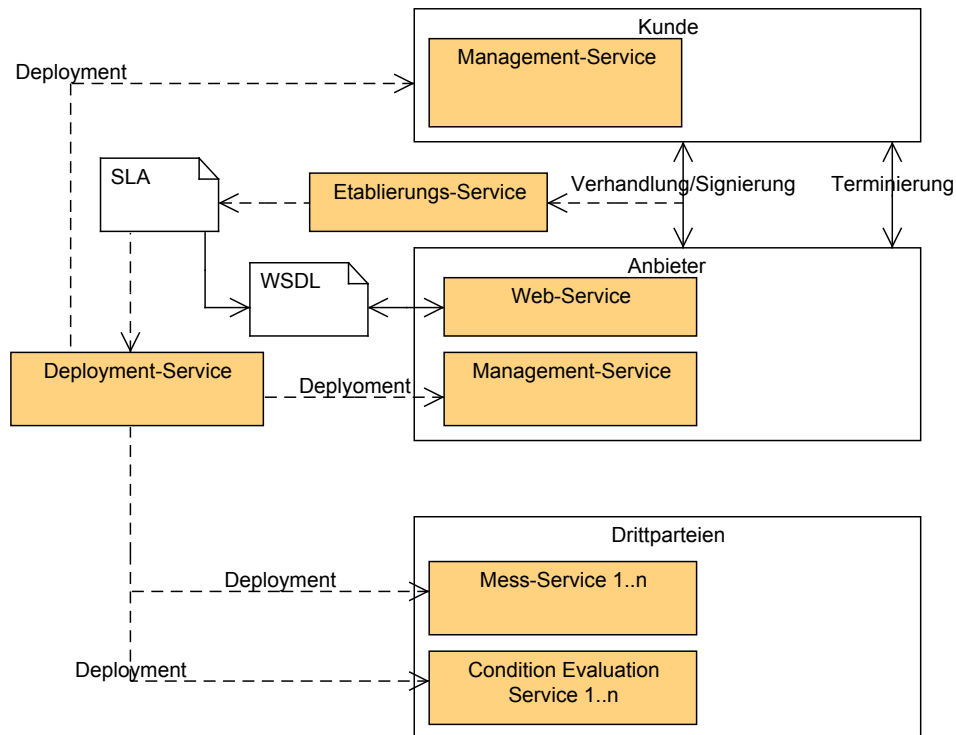 Kunde
Management-Service
Deployment
SLA
Etablierungs-Service
Verhandlung/Signierung
Terminierung
Anbieter
WSDL
Web-Service
Deployment-Service
Deplyoment
Management-Service
Drittparteien
Deployment
Mess-Service 1..n
Deployment
Condition Evaluation
Service 1..n